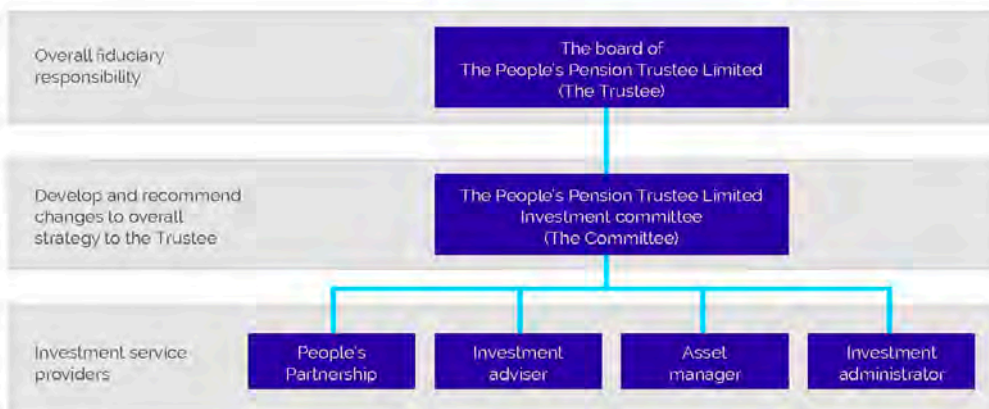 Overall fiduciary
responsibility
The board of
The People's Pension Trustee Limited
(The Trustee)
Develop and recommend
changes to overall
strategy to the Trustee
The People's Pension Trustee Limited
Investment committee
(The Committee)
Investment service
providers
People's
Partnership
Investment
adviser
Asset
manager
Investment
administrator